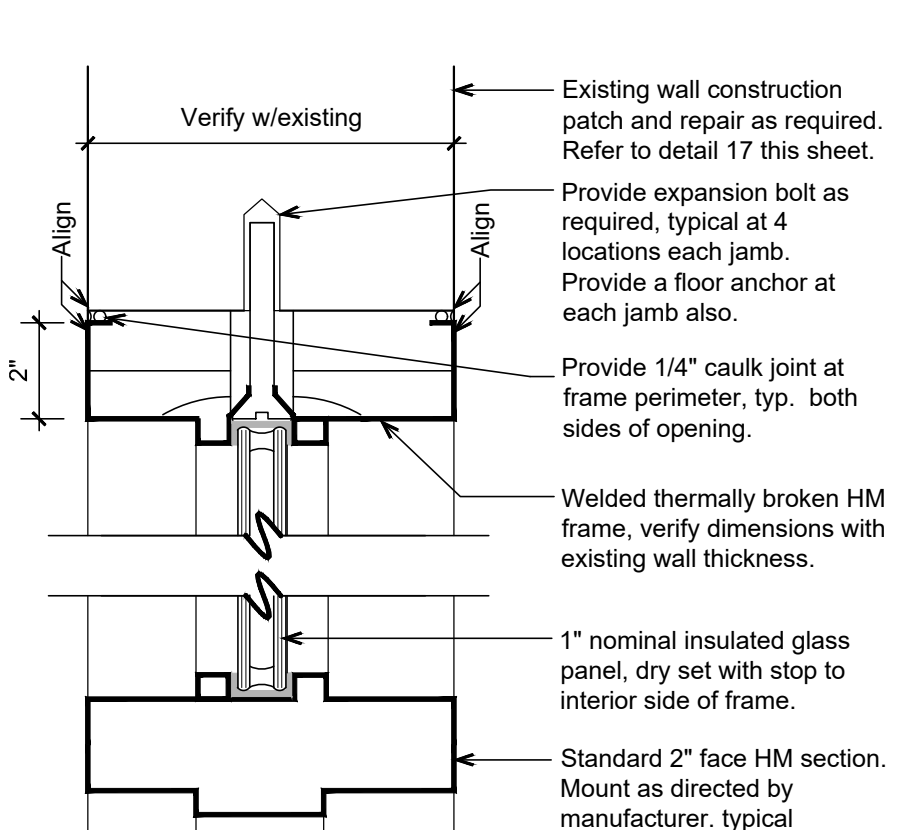 Verify w/existing
Align
Align
2"
Existing wall construction
patch and repair as required.
Refer to detail 17 this sheet.
Provide expansion bolt as
required, typical at 4
locations each jamb.
Provide a floor anchor at
each jamb also.
Provide 1/4" caulk joint at
frame perimeter, typ. both
sides of opening.
Welded thermally broken HM
frame, verify dimensions with
existing wall thickness.
1" nominal insulated glass
panel, dry set with stop to
interior side of frame.
Standard 2" face HM section.
Mount as directed by
manufacturer. typical